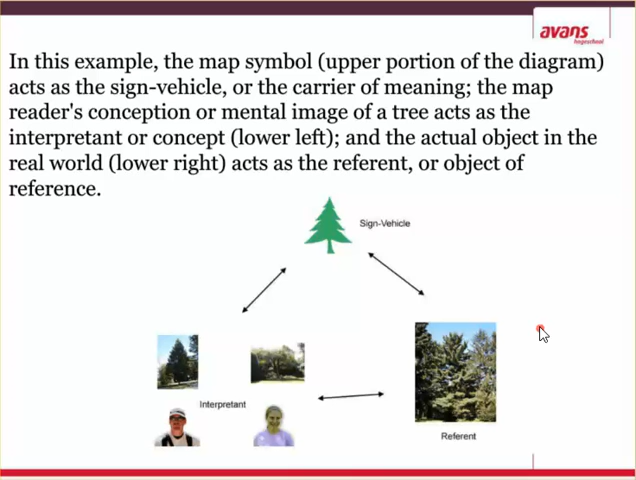 avans
hogeschool
In this example, the map symbol (upper portion of the diagram)
acts as the sign-vehicle, or the carrier of meaning; the map
reader's conception or mental image of a tree acts as the
interpretant or concept (lower left); and the actual object in the
real world (lower right) acts as the referent, or object of
reference.
Sign-Vehicle
Interpretant
Referent